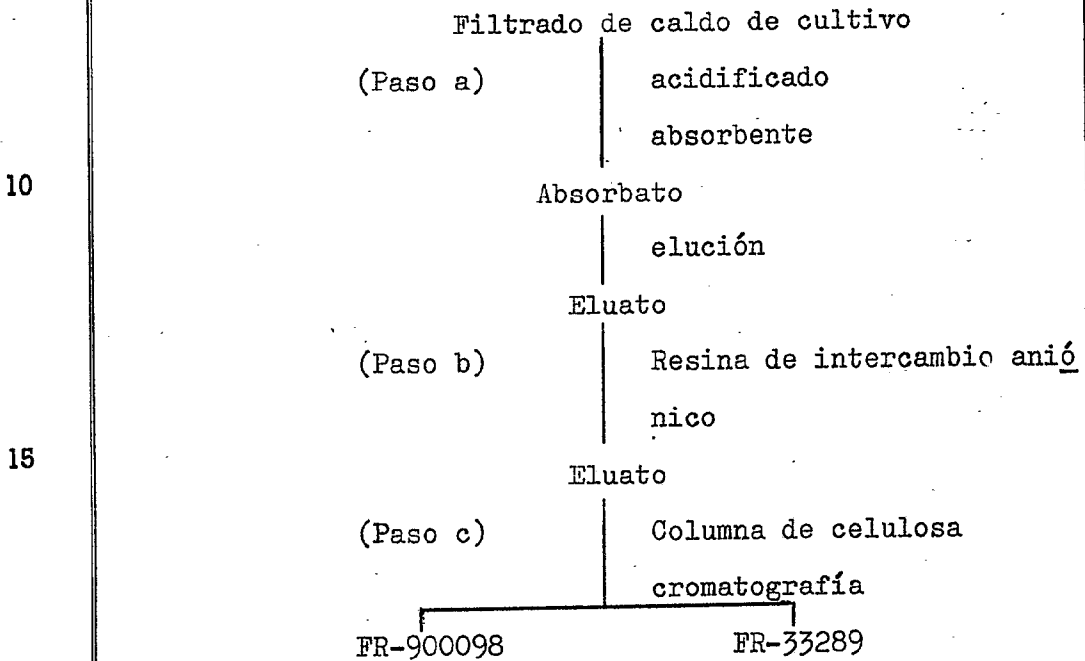 Filtrado de caldo de cultivo
(Paso a) acidificado
absorbente
10 Absorbato
elución
Eluato
(Paso b) Resina de intercambio anió
nico
15 Eluato
(Paso c) Columna de celulosa
cromatografía
FR-900098 FR-33289